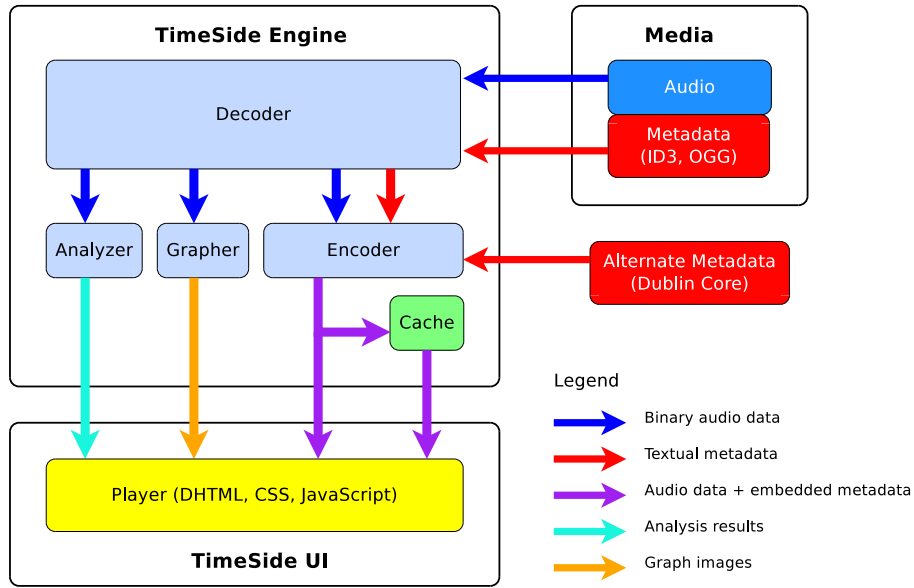 TimeSide Engine
Media
Decoder
Audio
Metadata
(ID3, OGG)
Analyzer
Grapher
Encoder
Alternate Metadata
(Dublin Core)
Cache
Legend
Binary audio data
Textual metadata
Audio data + embedded metadata
Analysis results
Graph images
Player (DHTML, CSS, JavaScript)
TimeSide UI